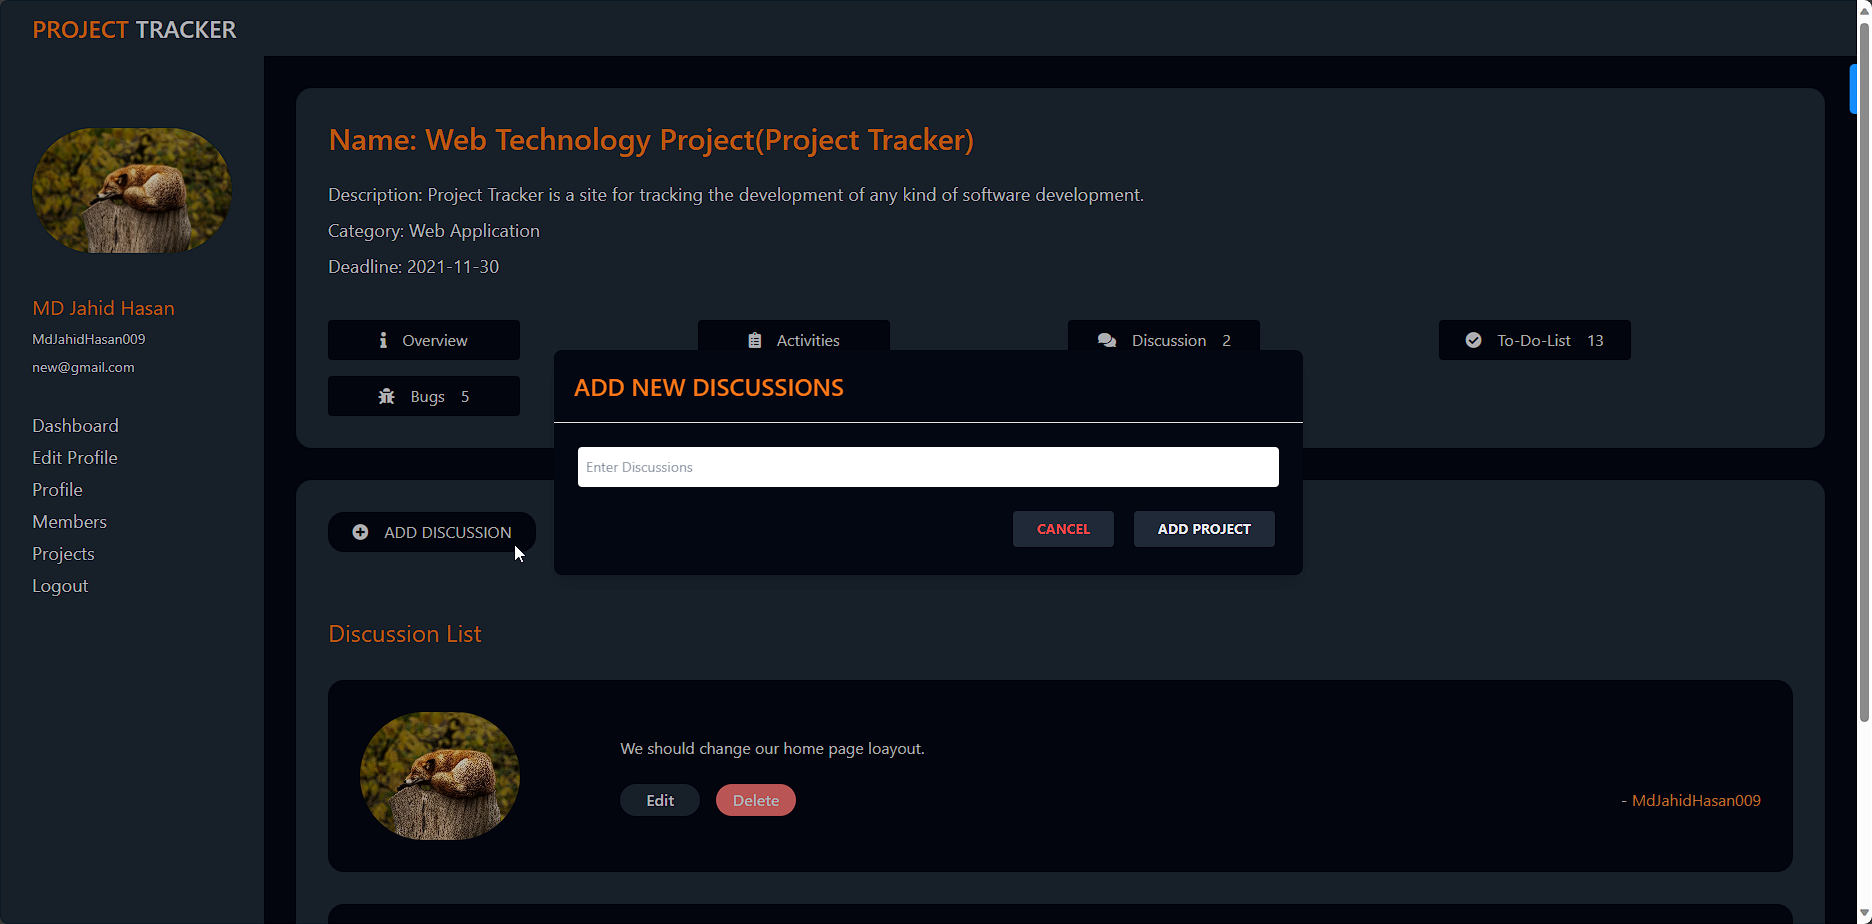 PROJECT TRACKER
MD Jahid Hasan
MdJahidHasan009
new@gmail.com
Dashboard
Edit Profile
Profile
Members
Projects
Logout
Name: Web Technology Project(Project Tracker)
Description: Project Tracker is a site for tracking the development of any kind of software development.
Category: Web Application
Deadline: 2021-11-30
Overview
Activities
Discussion 2
To-Do-List 13
Bugs 5
ADD NEW DISCUSSIONS
Enter Discussions
CANCEL
ADD PROJECT
ADD DISCUSSION
Discussion List
We should change our home page loayout.
Edit
Delete
- MdJahidHasan009